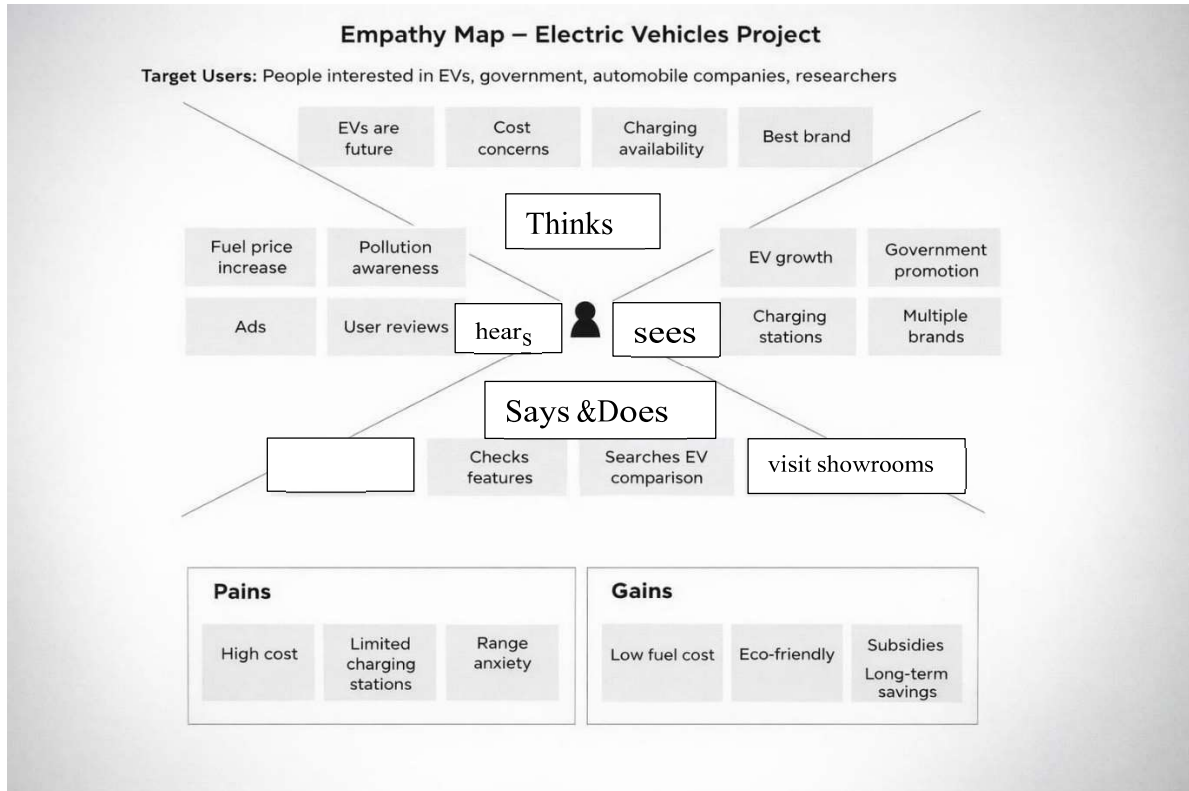 Empathy Map – Electric Vehicles Project
Target Users: People interested in EVs, government, automobile companies, researchers
EVs are
future
Cost
concerns
Charging
availability
Best brand
Thinks
Fuel price
increase
Pollution
awareness
Ads
User reviews
hears
sees
EV growth
Government
promotion
Charging
stations
Multiple
brands
Says &Does
Checks
features
Searches EV
comparison
visit showrooms
Pains
High cost
Limited
charging
stations
Range
anxiety
Gains
Low fuel cost
Eco-friendly
Subsidies
Long-term
savings